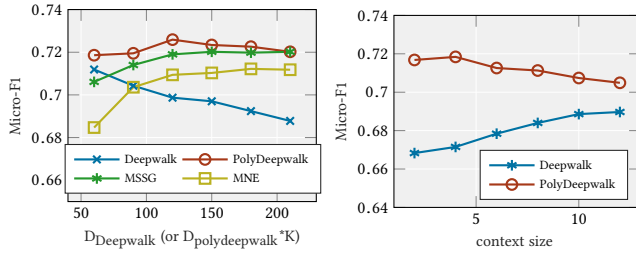 0.74
0.72
0.7
0.68
0.66
Micro-F1
Deepwalk
PolyDeepwalk
MSSG
MNE
50
100
150
200
D_Deepwalk (or D_polydeepwalk*K)
0.74
0.72
0.7
0.68
0.66
0.64
Micro-F1
Deepwalk
PolyDeepwalk
5
10
context size